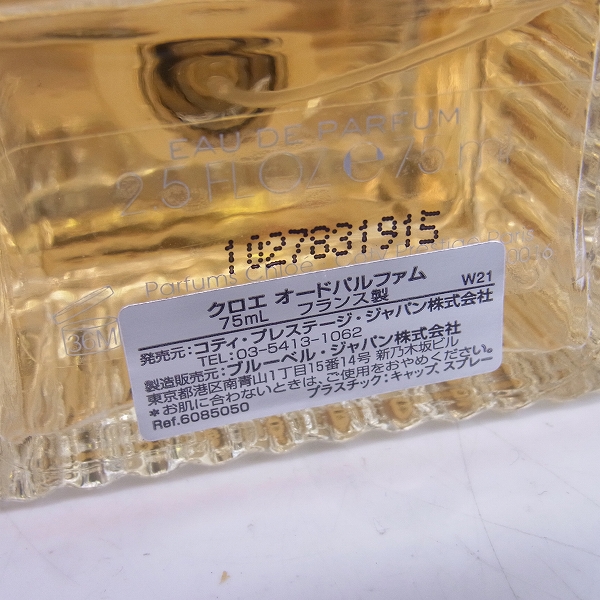 EAU DE PARFUM
2.5 FL OZ / e 75 ml
1027831915
Parfums Chloé
36M
クロエ オードパルファム W21
75mL フランス製
発売元:コティ・プレステージ・ジャパン株式会社
TEL:03-5413-1062
製造販売元:ブルーベル・ジャパン株式会社
東京都港区南青山1丁目15番14号 新乃木坂ビル
*お肌に合わないときは、ご使用をおやめください。
Ref.6085050 プラスチック:キャップ、スプレー